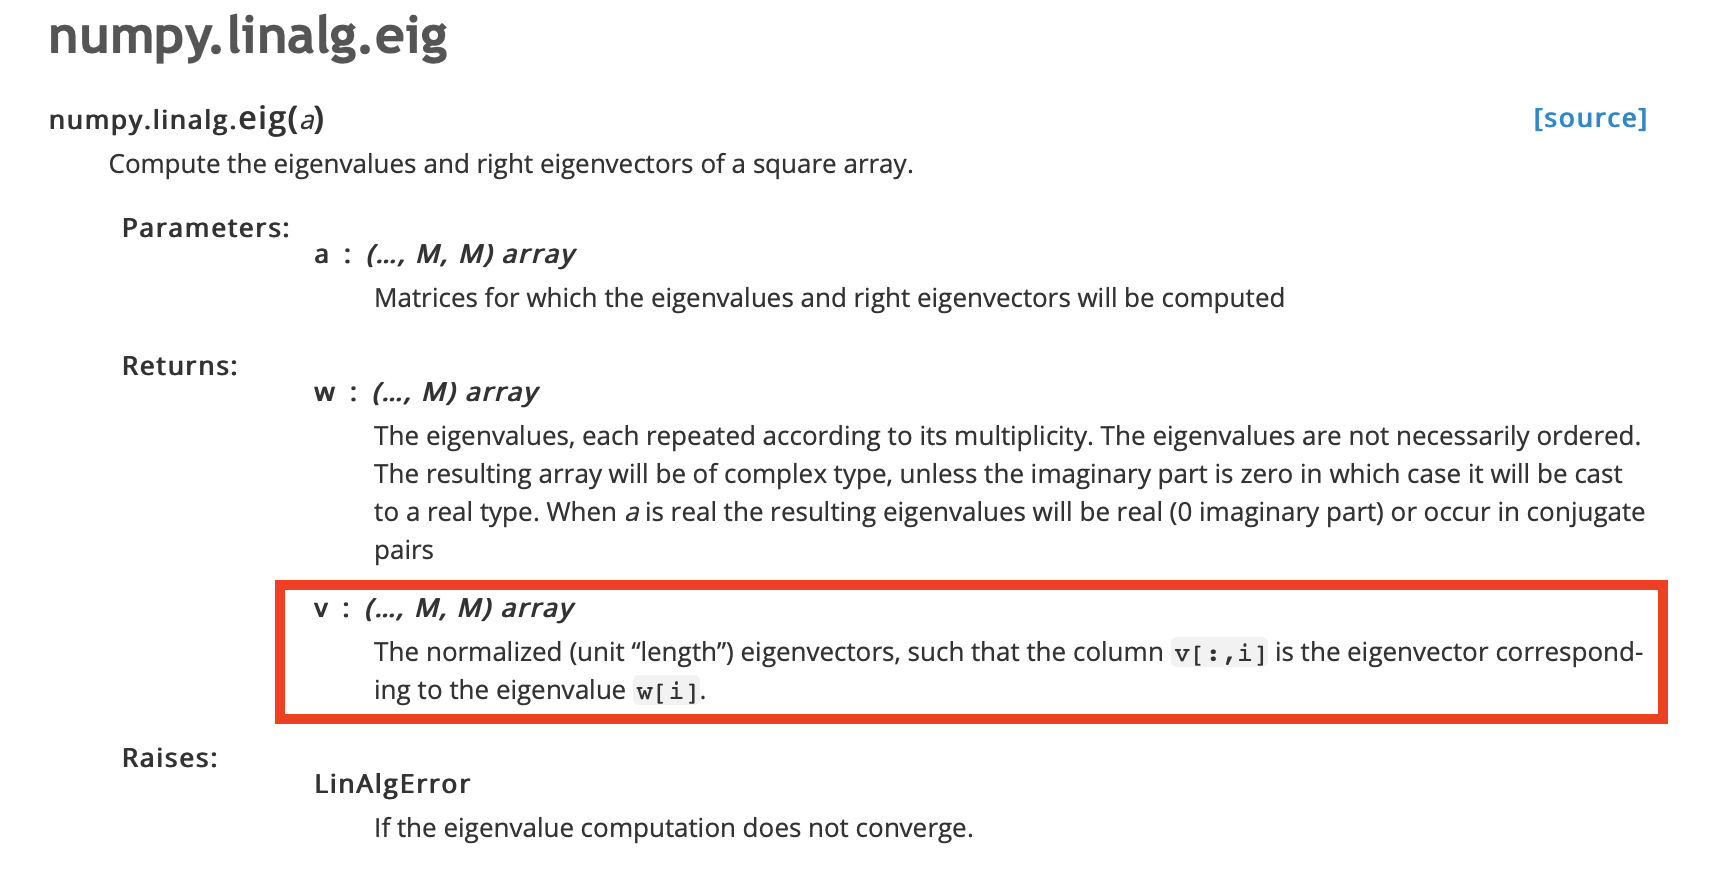 numpy.linalg.eig
numpy.linalg.eig(a) [source]
Compute the eigenvalues and right eigenvectors of a square array.
Parameters:
a : (..., M, M) array
Matrices for which the eigenvalues and right eigenvectors will be computed
Returns:
w : (..., M) array
The eigenvalues, each repeated according to its multiplicity. The eigenvalues are not necessarily ordered.
The resulting array will be of complex type, unless the imaginary part is zero in which case it will be cast
to a real type. When a is real the resulting eigenvalues will be real (0 imaginary part) or occur in conjugate
pairs
v : (..., M, M) array
The normalized (unit “length”) eigenvectors, such that the column v[:,i] is the eigenvector correspond-
ing to the eigenvalue w[i].
Raises:
LinAlgError
If the eigenvalue computation does not converge.